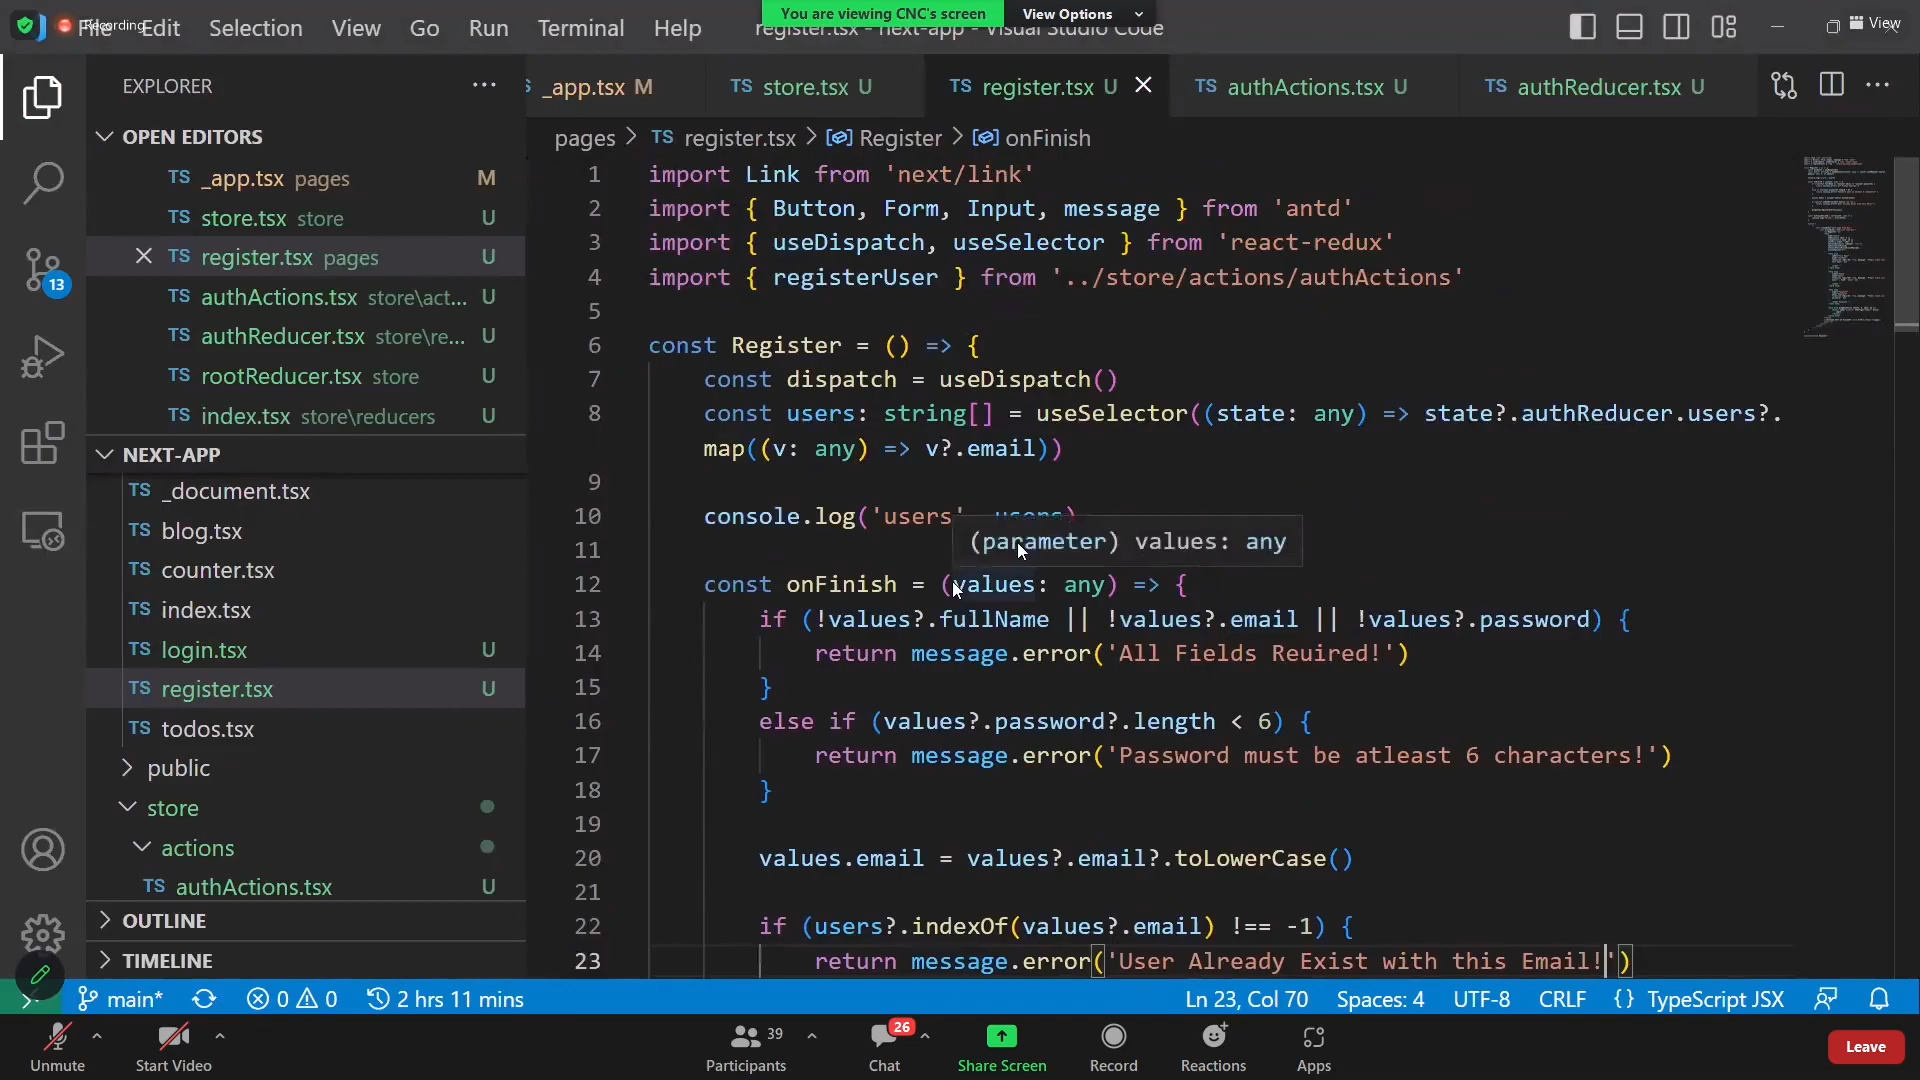 You are viewing CNC's screen
View Options
Recording
File Edit Selection View Go Run Terminal Help
register.tsx - next-app - Visual Studio Code
View
EXPLORER
OPEN EDITORS
TS _app.tsx pages M
TS store.tsx store U
TS register.tsx pages U
TS authActions.tsx store\act... U
TS authReducer.tsx store\re... U
TS rootReducer.tsx store U
TS index.tsx store\reducers U
NEXT-APP
TS _document.tsx
TS blog.tsx
TS counter.tsx
TS index.tsx
TS login.tsx U
TS register.tsx U
TS todos.tsx
public
store
actions
TS authActions.tsx U
OUTLINE
TIMELINE
13
_app.tsx M
TS store.tsx U
TS register.tsx U
TS authActions.tsx U
TS authReducer.tsx U
pages > TS register.tsx > Register > onFinish
1 import Link from 'next/link'
2 import { Button, Form, Input, message } from 'antd'
3 import { useDispatch, useSelector } from 'react-redux'
4 import { registerUser } from '../store/actions/authActions'
5
6 const Register = () => {
7 const dispatch = useDispatch()
8 const users: string[] = useSelector((state: any) => state?.authReducer.users?.
map((v: any) => v?.email))
9
10 console.log('users', users)
(parameter) values: any
11
12 const onFinish = (values: any) => {
13 if (!values?.fullName || !values?.email || !values?.password) {
14 return message.error('All Fields Reuired!')
15 }
16 else if (values?.password?.length < 6) {
17 return message.error('Password must be atleast 6 characters!')
18 }
19
20 values.email = values?.email?.toLowerCase()
21
22 if (users?.indexOf(values?.email) !== -1) {
23 return message.error('User Already Exist with this Email!')
main* 0 0 2 hrs 11 mins
Ln 23, Col 70 Spaces: 4 UTF-8 CRLF {} TypeScript JSX
Unmute
Start Video
Participants 39
Chat 26
Share Screen
Record
Reactions
Apps
Leave